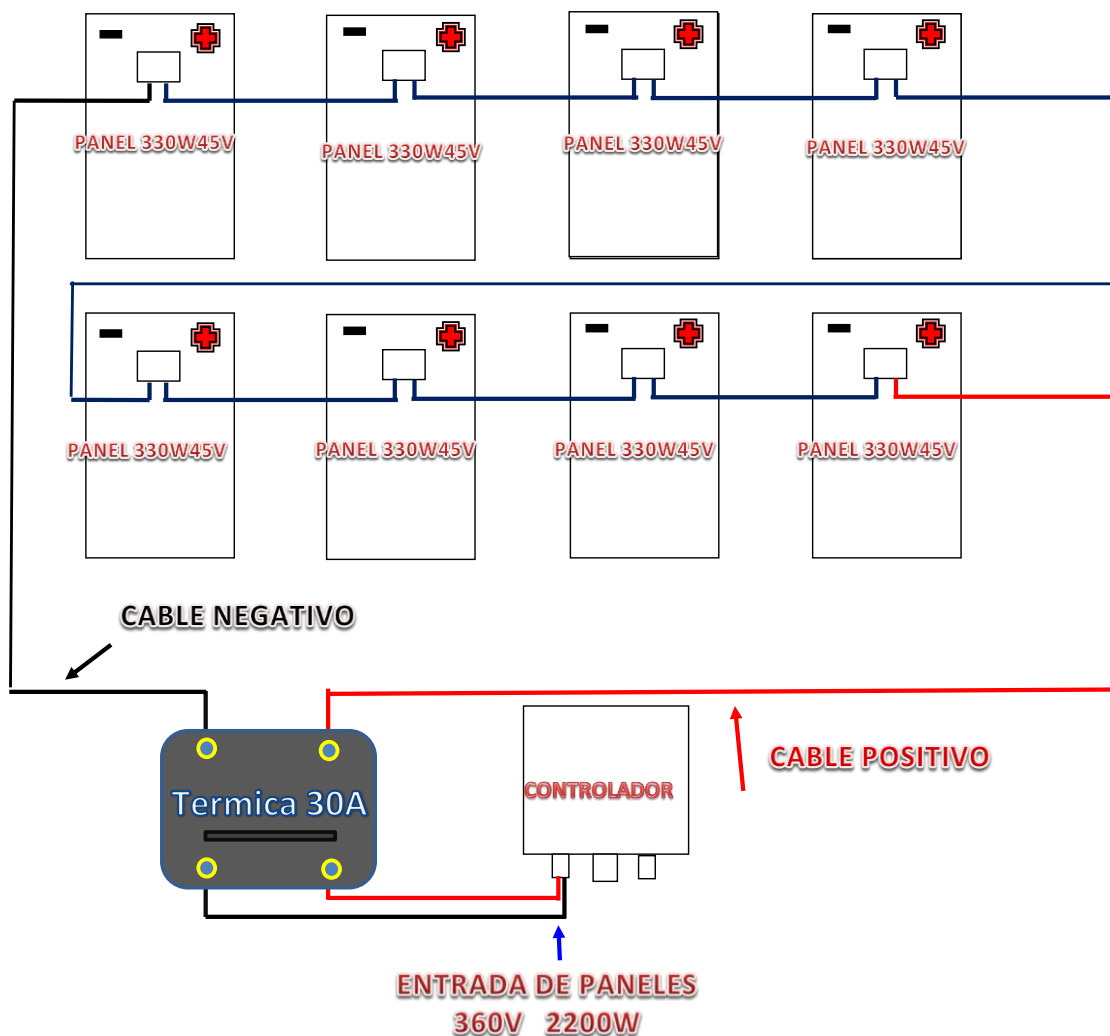 PANEL 330W45V
PANEL 330W45V
PANEL 330W45V
PANEL 330W45V
PANEL 330W45V
PANEL 330W45V
PANEL 330W45V
PANEL 330W45V
CABLE NEGATIVO
CABLE POSITIVO
CONTROLADOR
Termica 30A
ENTRADA DE PANELES
360V 2200W